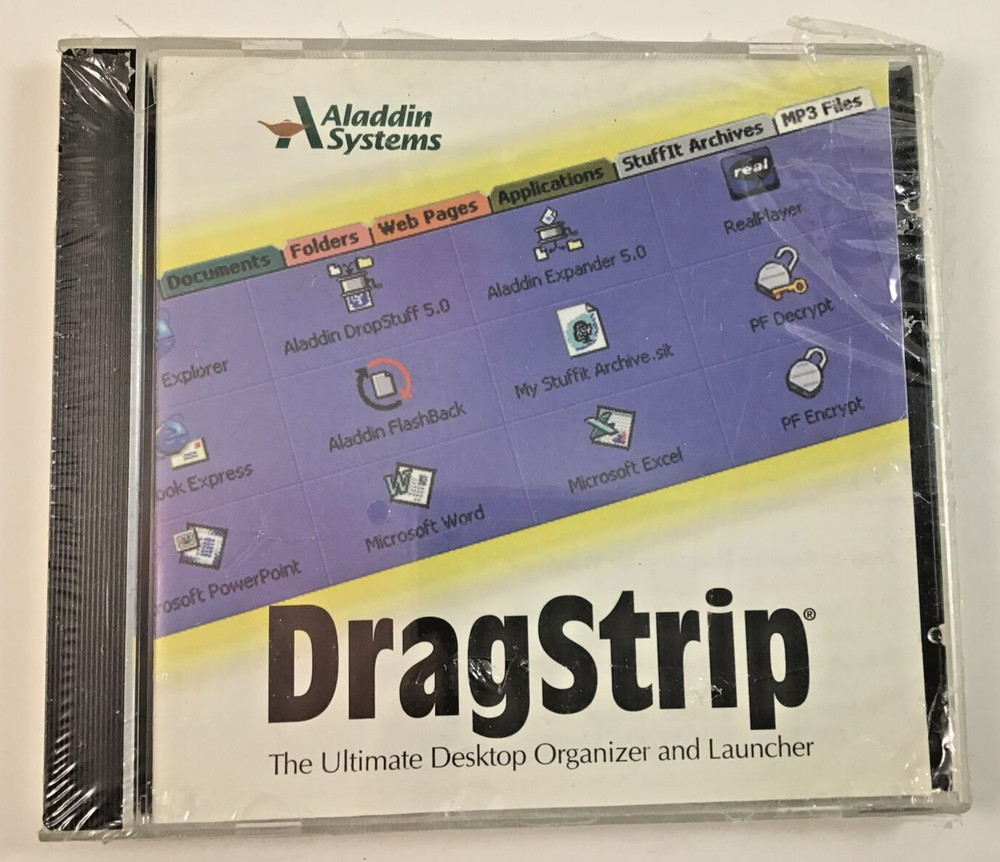 Aladdin
Systems
Documents
Folders
Web Pages
Applications
StuffIt Archives
MP3 Files
Explorer
Aladdin DropStuff 5.0
Aladdin Expander 5.0
real
RealPlayer
ook Express
Aladdin FlashBack
My StuffIt Archive.sit
PF Decrypt
rosoft PowerPoint
Microsoft Word
Microsoft Excel
PF Encrypt
DragStrip®
The Ultimate Desktop Organizer and Launcher